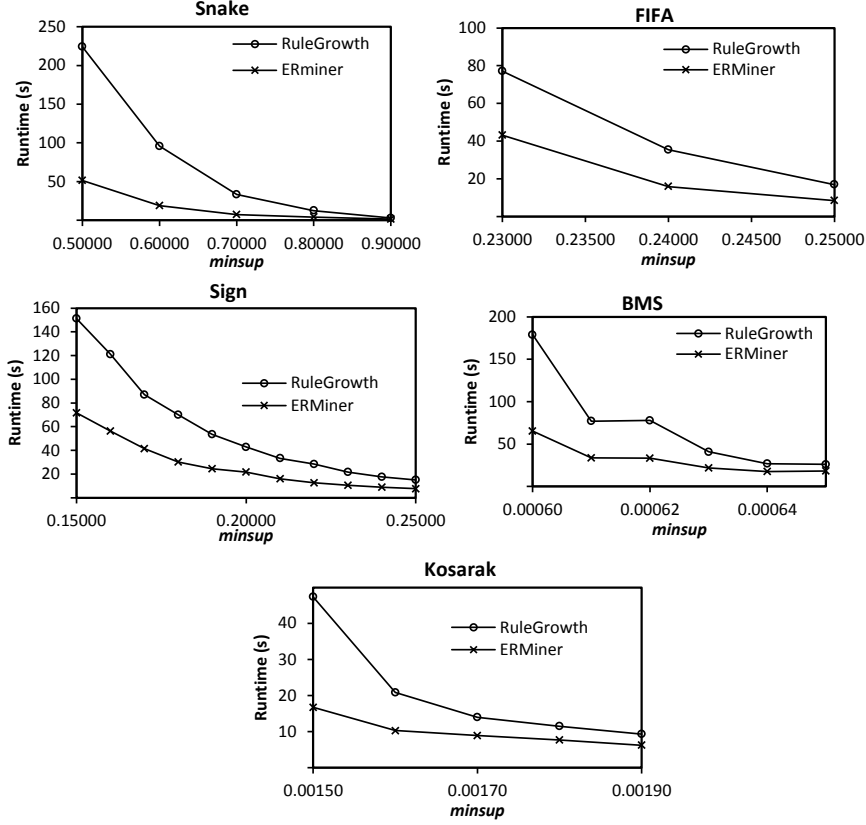 Snake
250
200
150
100
50
Runtime (s)
RuleGrowth
ERminer
0.50000 0.60000 0.70000 0.80000 0.90000
minsup
FIFA
100
80
60
40
20
0
Runtime (s)
RuleGrowth
ERMiner
0.23000 0.23500 0.24000 0.24500 0.25000
minsup
Sign
160
140
120
100
80
60
40
20
Runtime (s)
RuleGrowth
ERMiner
0.15000 0.20000 0.25000
minsup
BMS
200
150
100
50
0
Runtime (s)
RuleGrowth
ERMiner
0.00060 0.00062 0.00064
minsup
Kosarak
40
30
20
10
Runtime (s)
RuleGrowth
ERMiner
0.00150 0.00170 0.00190
minsup